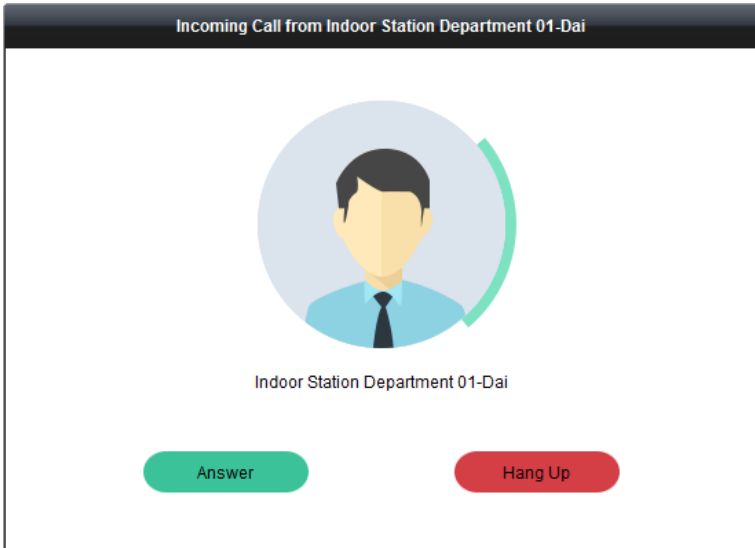 Incoming Call from Indoor Station Department 01-Dai
Indoor Station Department 01-Dai
Answer
Hang Up